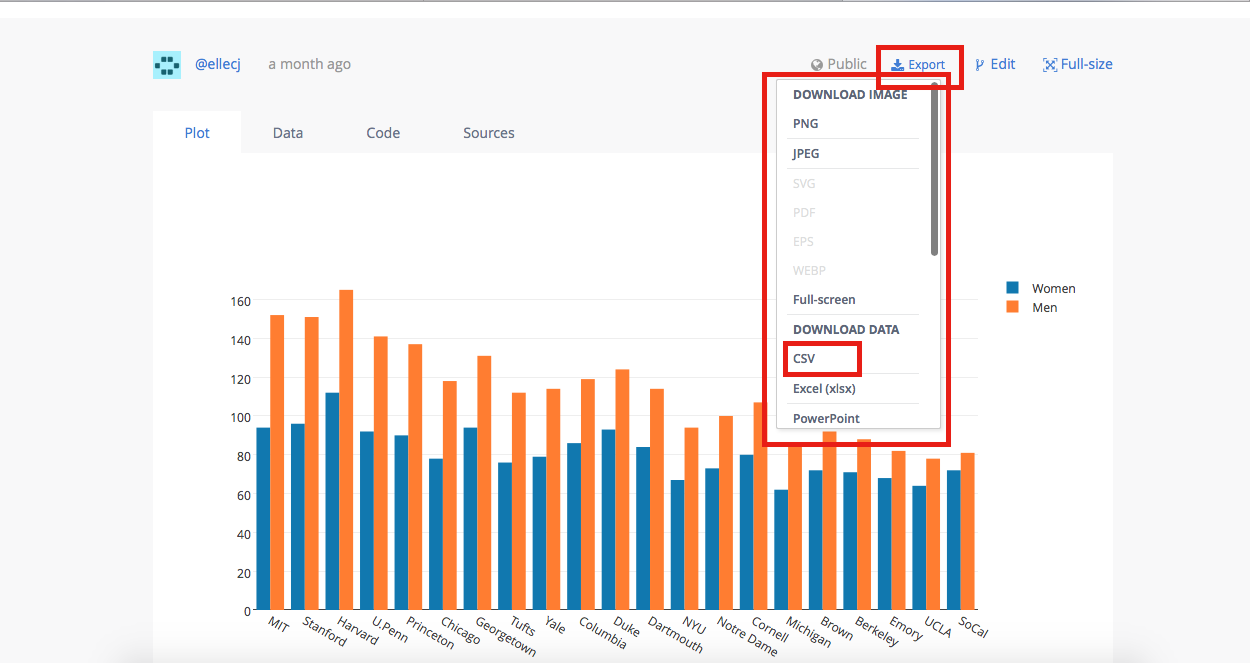 @ellecj a month ago Public Export Edit Full-size
DOWNLOAD IMAGE
PNG
JPEG
SVG
PDF
EPS
WEBP
Full-screen
DOWNLOAD DATA
CSV
Excel (xlsx)
PowerPoint
Plot Data Code Sources
Women
Men
160
140
120
100
80
60
40
20
0
MIT Stanford Harvard U.Penn Princeton Chicago Georgetown Tufts Yale Columbia Duke Dartmouth NYU Notre Dame Cornell Michigan Brown Berkeley Emory UCLA SoCal